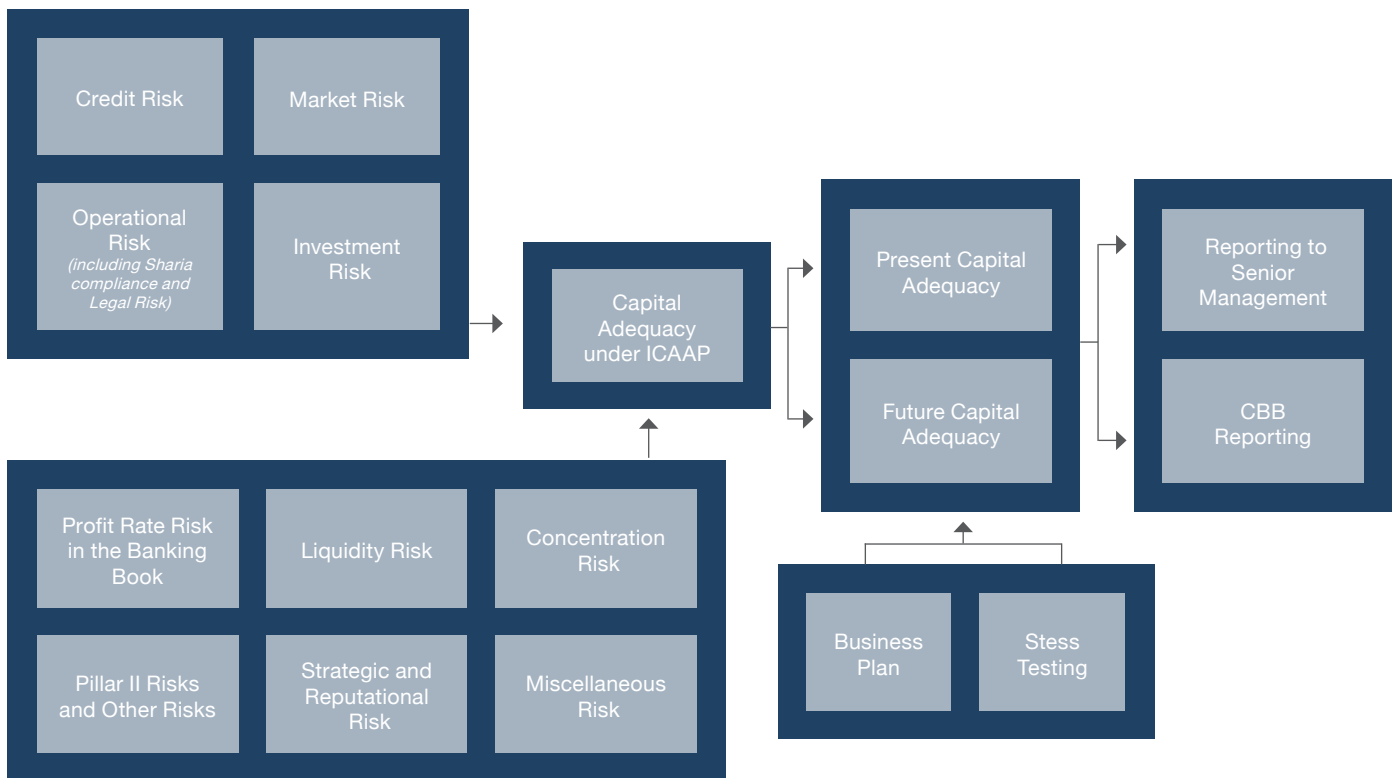 Credit Risk
Market Risk
Operational
Risk
(including Sharia
compliance and
Legal Risk)
Investment
Risk
Capital
Adequacy
under ICAAP
Present Capital
Adequacy
Future Capital
Adequacy
Reporting to
Senior
Management
CBB
Reporting
Profit Rate Risk
in the Banking
Book
Liquidity Risk
Concentration
Risk
Pillar II Risks
and Other Risks
Strategic and
Reputational
Risk
Miscellaneous
Risk
Business
Plan
Stess
Testing